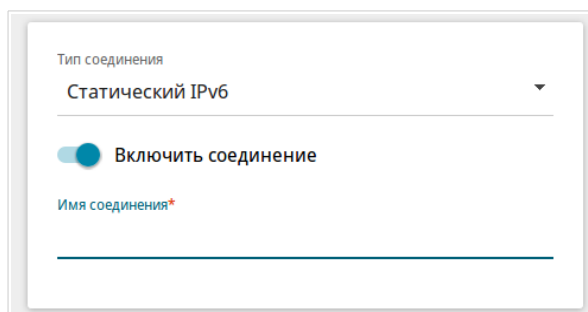 Тип соединения
Статический IPv6
Включить соединение
Имя соединения*